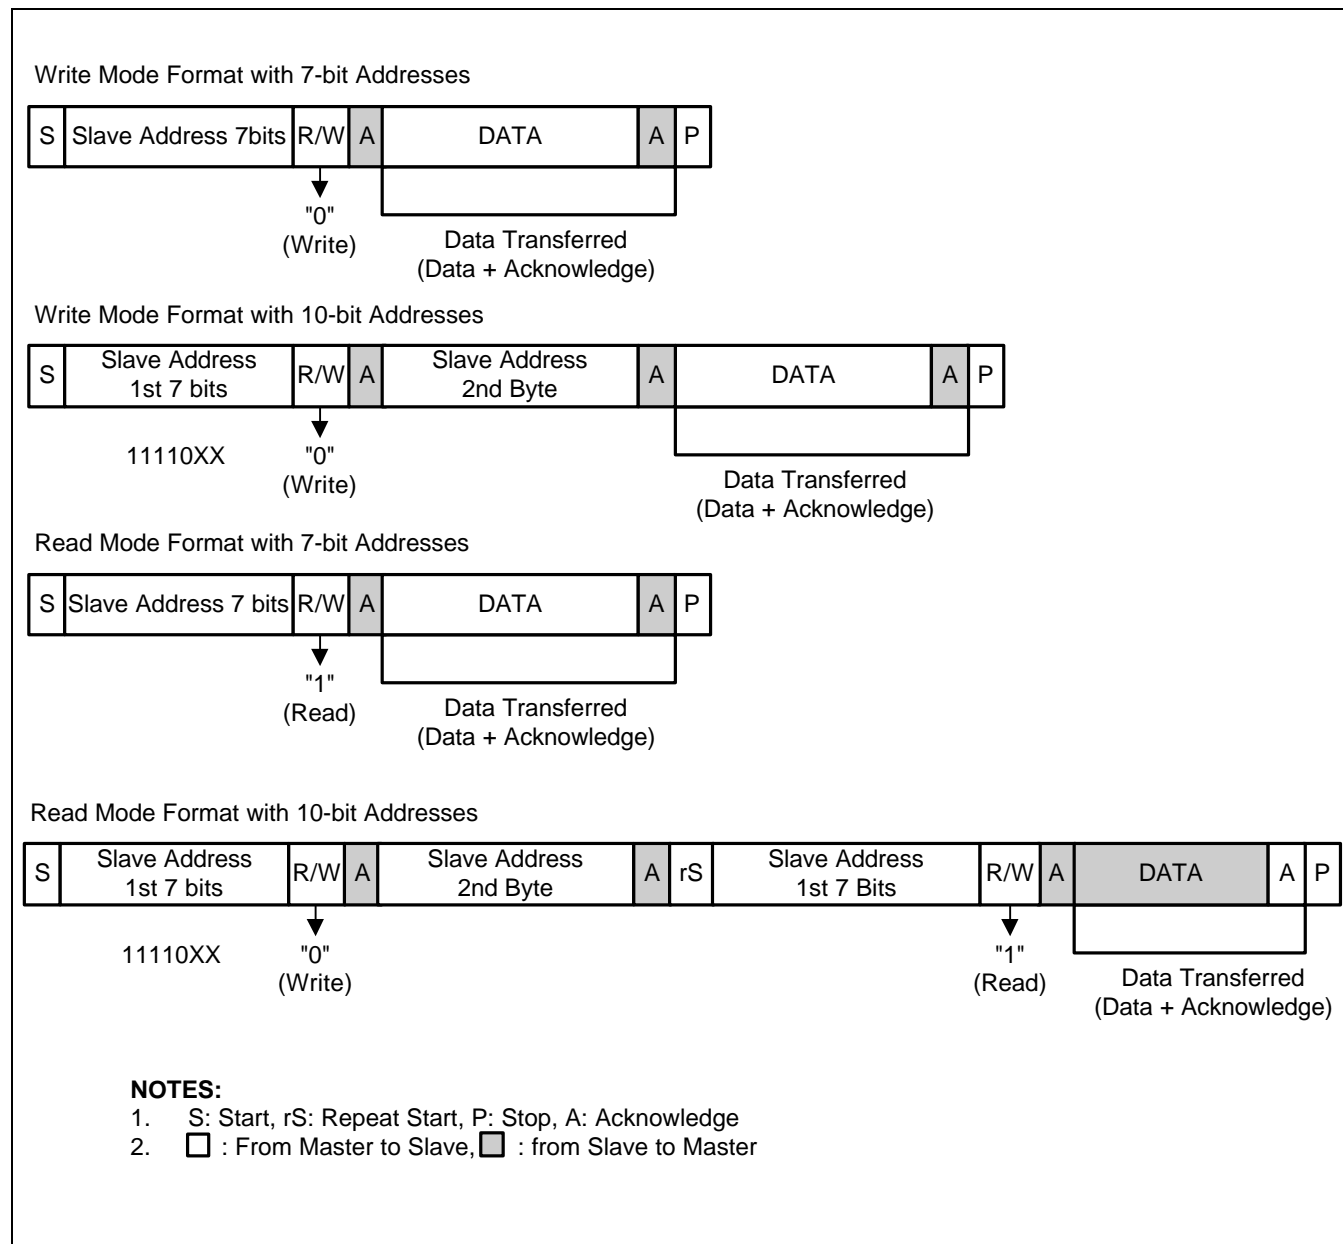 Write Mode Format with 7-bit Addresses
S Slave Address 7bits R/W A DATA A P
"0"
(Write)
Data Transferred
(Data + Acknowledge)
Write Mode Format with 10-bit Addresses
S Slave Address 1st 7 bits R/W A Slave Address 2nd Byte A DATA A P
11110XX
"0"
(Write)
Data Transferred
(Data + Acknowledge)
Read Mode Format with 7-bit Addresses
S Slave Address 7 bits R/W A DATA A P
"1"
(Read)
Data Transferred
(Data + Acknowledge)
Read Mode Format with 10-bit Addresses
S Slave Address 1st 7 bits R/W A Slave Address 2nd Byte A rS Slave Address 1st 7 Bits R/W A DATA A P
11110XX
"0"
(Write)
"1"
(Read)
Data Transferred
(Data + Acknowledge)
NOTES:
1. S: Start, rS: Repeat Start, P: Stop, A: Acknowledge
2. : From Master to Slave, : from Slave to Master